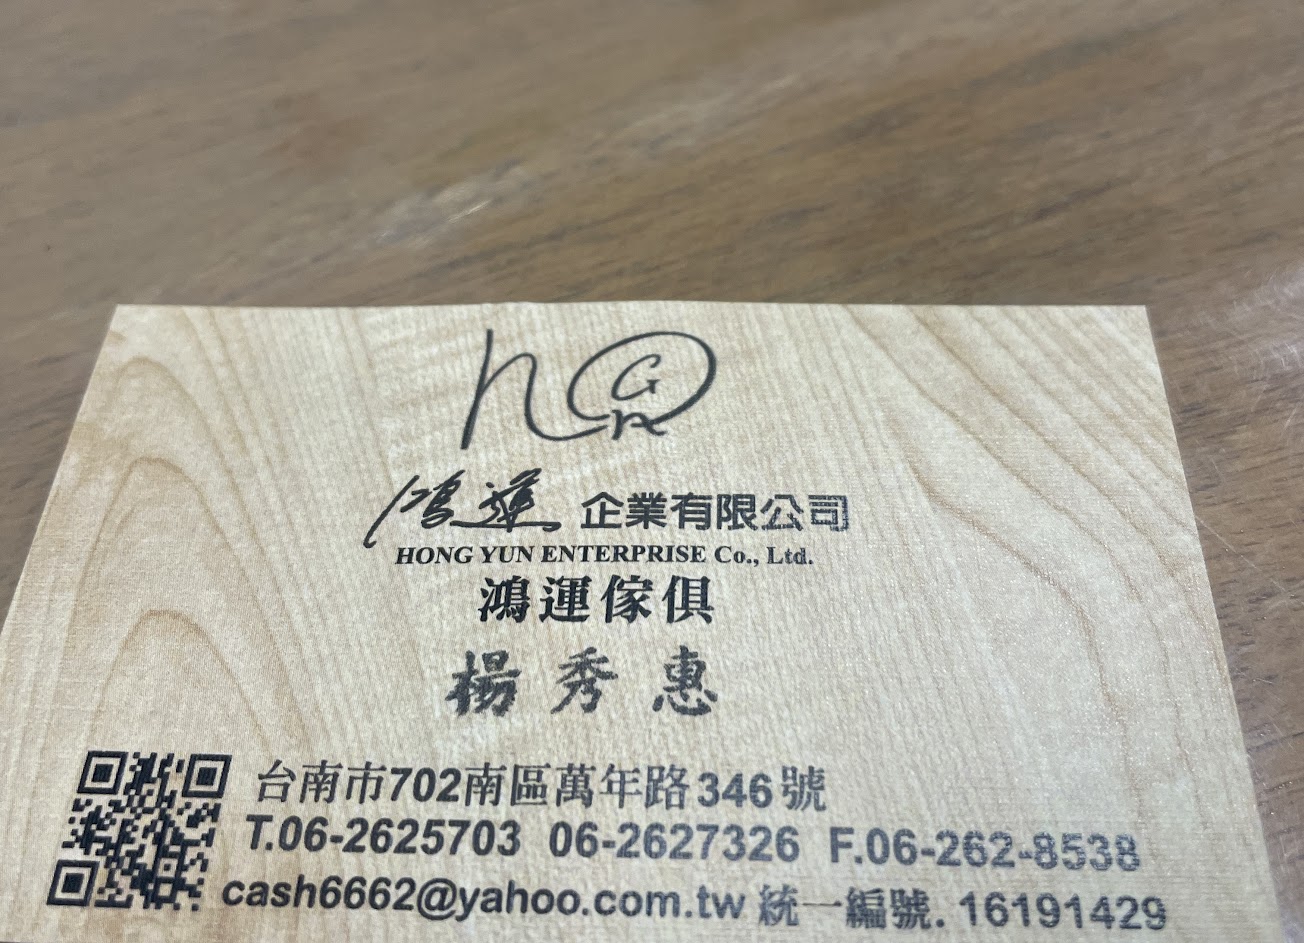 鴻運 企業有限公司
HONG YUN ENTERPRISE Co., Ltd.
鴻運傢俱
楊秀惠
台南市702南區萬年路346號
T.06-2625703 06-2627326 F.06-262-8538
cash6662@yahoo.com.tw 統一編號. 16191429